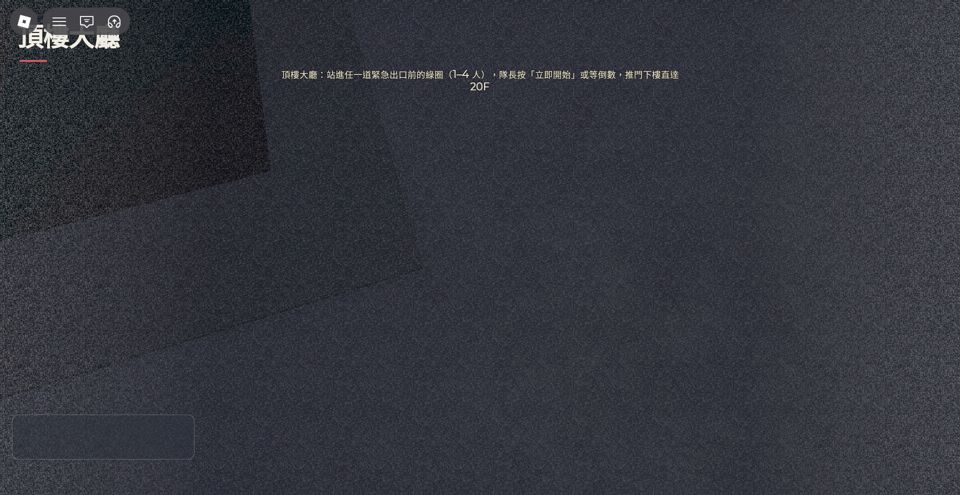 頂樓大廳
頂樓大廳：站進任一道緊急出口前的綠圈（1–4 人），隊長按「立即開始」或等倒數，推門下樓直達
20F